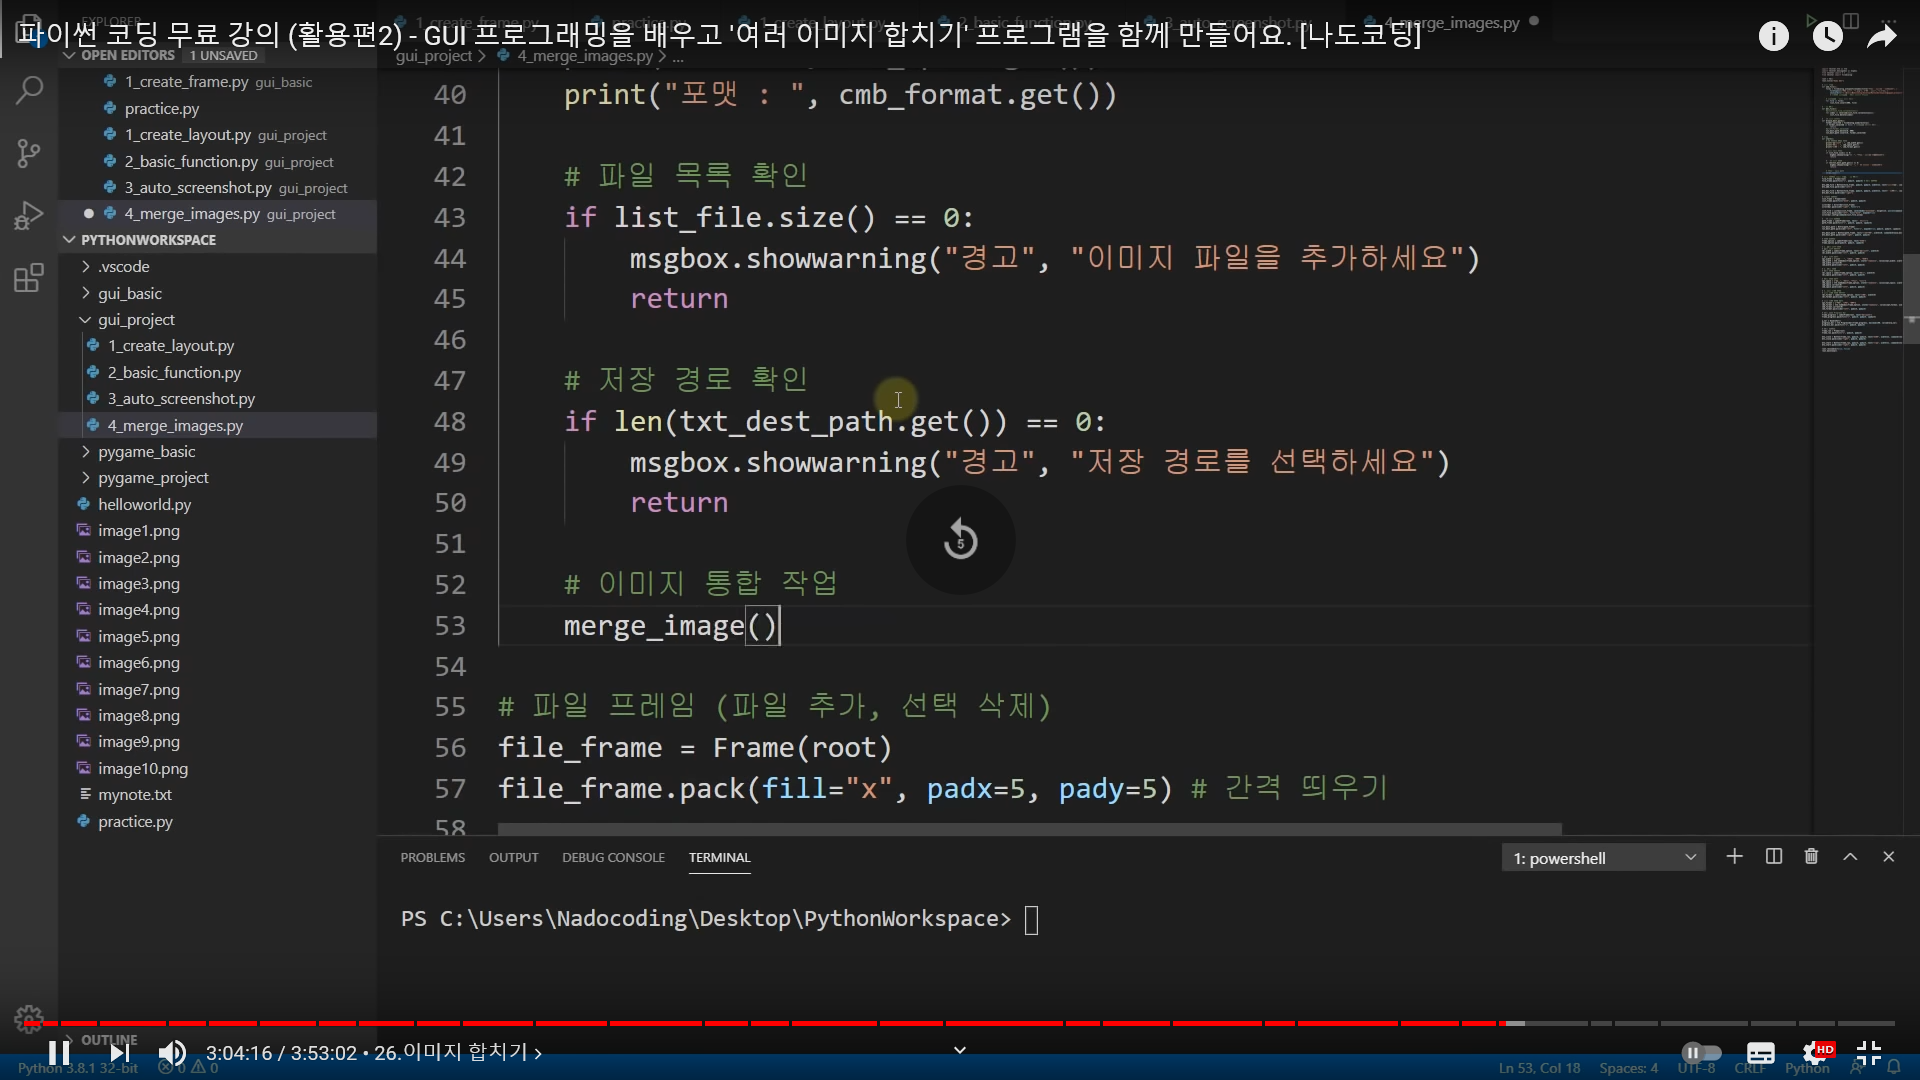 파이썬 코딩 무료 강의 (활용편2) - GUI 프로그래밍을 배우고 '여러 이미지 합치기' 프로그램을 함께 만들어요. [나도코딩]
4_merge_images.py
EXPLORER
OPEN EDITORS 1 UNSAVED
gui_project > 4_merge_images.py > ...
1_create_frame.py gui_basic
practice.py
1_create_layout.py gui_project
2_basic_function.py gui_project
3_auto_screenshot.py gui_project
4_merge_images.py gui_project
PYTHONWORKSPACE
.vscode
gui_basic
gui_project
1_create_layout.py
2_basic_function.py
3_auto_screenshot.py
4_merge_images.py
pygame_basic
pygame_project
helloworld.py
image1.png
image2.png
image3.png
image4.png
image5.png
image6.png
image7.png
image8.png
image9.png
image10.png
mynote.txt
practice.py
OUTLINE
40 print("포맷 : ", cmb_format.get())
41
42 # 파일 목록 확인
43 if list_file.size() == 0:
44 msgbox.showwarning("경고", "이미지 파일을 추가하세요")
45 return
46
47 # 저장 경로 확인
48 if len(txt_dest_path.get()) == 0:
49 msgbox.showwarning("경고", "저장 경로를 선택하세요")
50 return
51
52 # 이미지 통합 작업
53 merge_image()
54
55 # 파일 프레임 (파일 추가, 선택 삭제)
56 file_frame = Frame(root)
57 file_frame.pack(fill="x", padx=5, pady=5) # 간격 띄우기
58
5
PROBLEMS OUTPUT DEBUG CONSOLE TERMINAL 1: powershell
PS C:\Users\Nadocoding\Desktop\PythonWorkspace>
3:04:16 / 3:53:02 • 26.이미지 합치기 >
HD
Python 3.8.1 32-bit 0 0 Ln 53, Col 18 Spaces: 4 UTF-8 CRLF Python